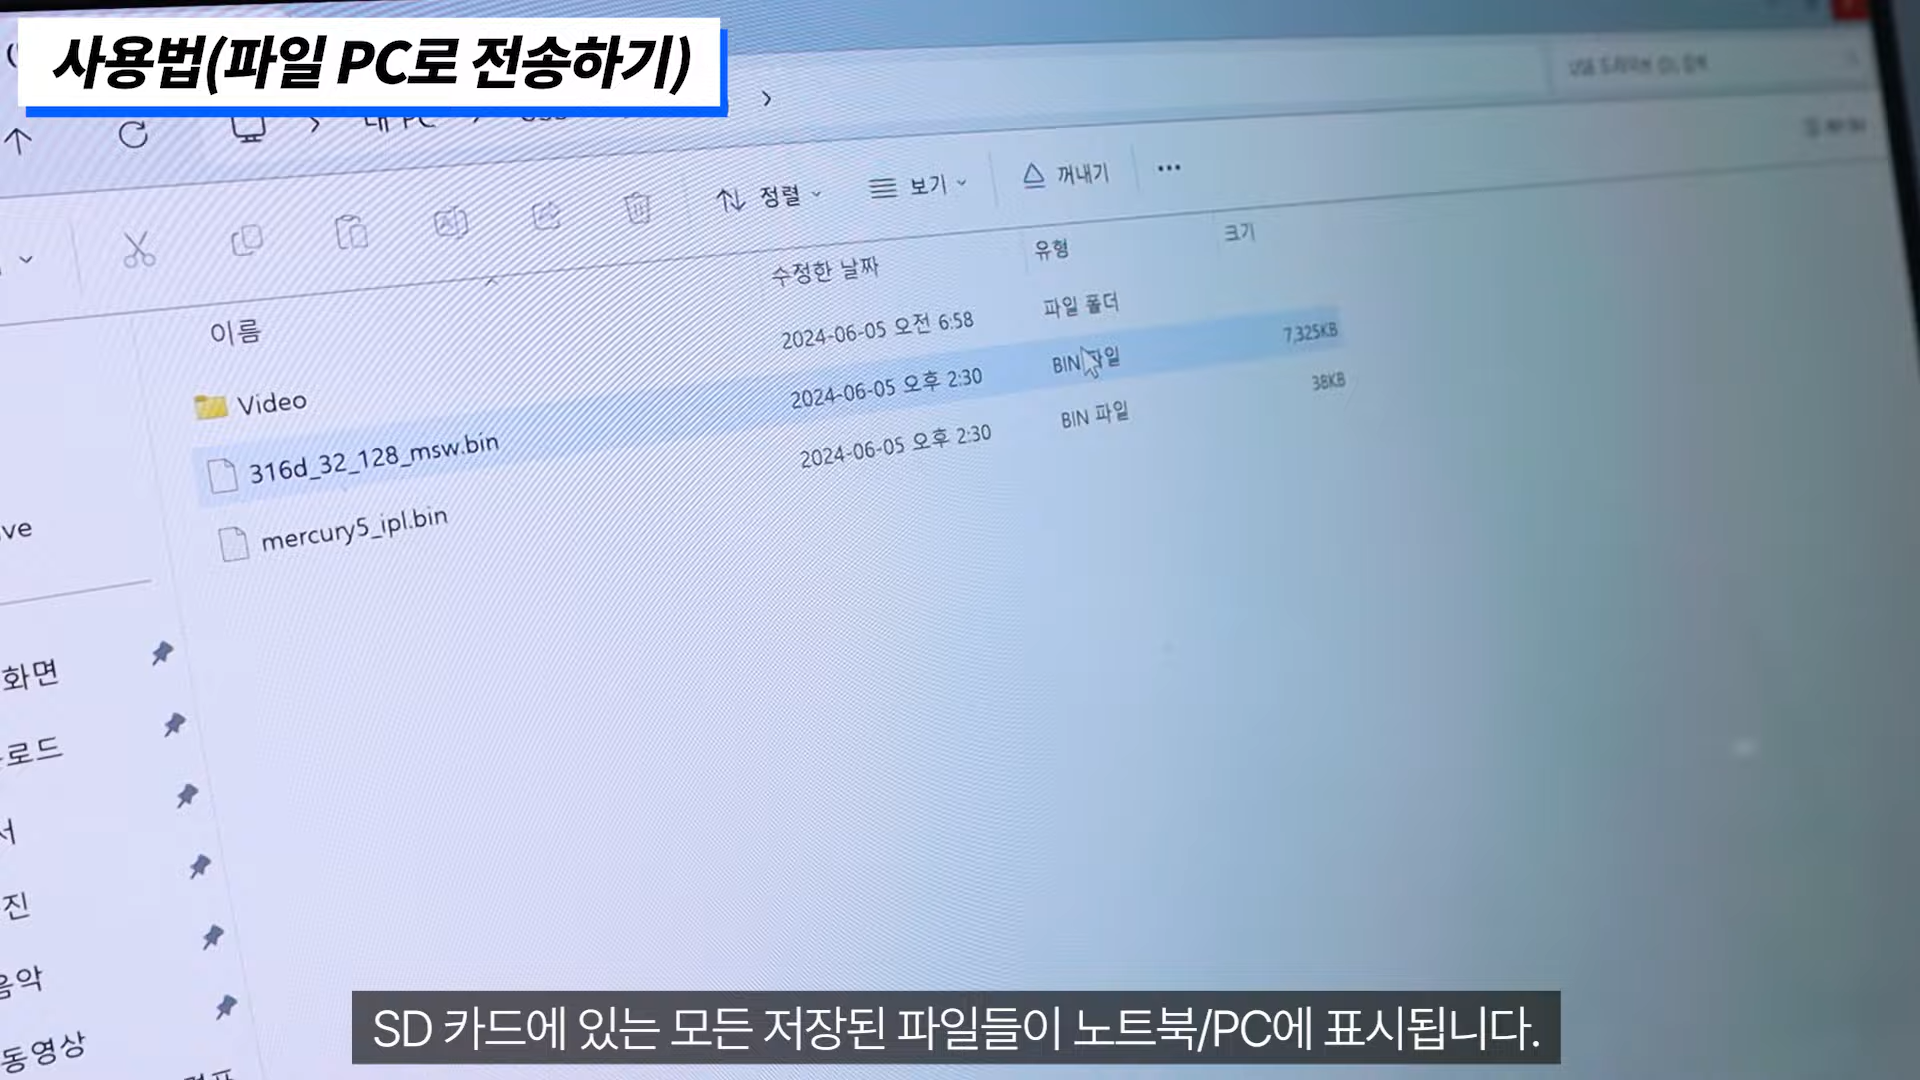 사용법(파일 PC로 전송하기)
정렬 보기 꺼내기 ···
이름 수정한 날짜 유형 크기
Video 2024-06-05 오전 6:58 파일 폴더
316d_32_128_msw.bin 2024-06-05 오후 2:30 BIN 파일 7,325KB
mercury5_ipl.bin 2024-06-05 오후 2:30 BIN 파일 38KB
화면
로드
진
음악
동영상
SD 카드에 있는 모든 저장된 파일들이 노트북/PC에 표시됩니다.